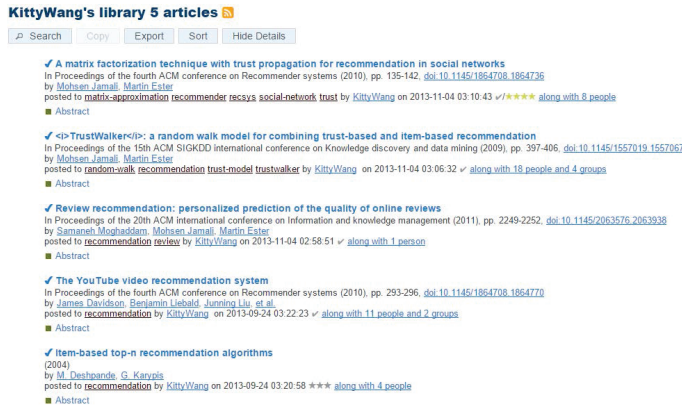 KittyWang's library 5 articles
Search Copy Export Sort Hide Details
A matrix factorization technique with trust propagation for recommendation in social networks
In Proceedings of the fourth ACM conference on Recommender systems (2010), pp. 135-142, doi:10.1145/1864708.1864736
by Mohsen Jamali, Martin Ester
posted to matrix-approximation recommender recsys social-network trust by KittyWang on 2013-11-04 03:10:43 ✓/★★★★ along with 8 people
Abstract
<i>TrustWalker</i>: a random walk model for combining trust-based and item-based recommendation
In Proceedings of the 15th ACM SIGKDD international conference on Knowledge discovery and data mining (2009), pp. 397-406, doi:10.1145/1557019.1557067
by Mohsen Jamali, Martin Ester
posted to random-walk recommendation trust-model trustwalker by KittyWang on 2013-11-04 03:06:32 ✓ along with 18 people and 4 groups
Abstract
Review recommendation: personalized prediction of the quality of online reviews
In Proceedings of the 20th ACM international conference on Information and knowledge management (2011), pp. 2249-2252, doi:10.1145/2063576.2063938
by Samaneh Moghaddam, Mohsen Jamali, Martin Ester
posted to recommendation review by KittyWang on 2013-11-04 02:58:51 ✓ along with 1 person
Abstract
The YouTube video recommendation system
In Proceedings of the fourth ACM conference on Recommender systems (2010), pp. 293-296, doi:10.1145/1864708.1864770
by James Davidson, Benjamin Liebald, Junning Liu, et al.
posted to recommendation by KittyWang on 2013-09-24 03:22:23 ✓ along with 11 people and 2 groups
Abstract
Item-based top-n recommendation algorithms
(2004)
by M. Deshpande, G. Karypis
posted to recommendation by KittyWang on 2013-09-24 03:20:58 ★★★ along with 4 people
Abstract